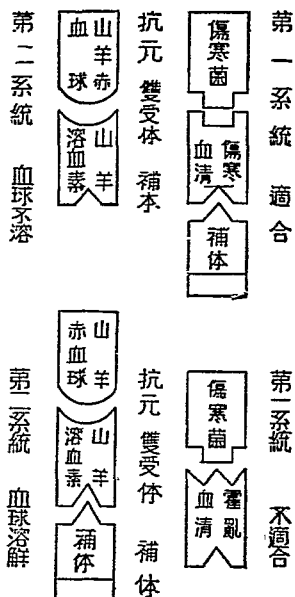 第一系統　適合
傷寒菌
傷寒
血清
補体
抗元　雙受体　補本
山羊赤
血球
山羊
溶血素
第二系統　血球不溶
第一系統　不適合
傷寒菌
霍亂
血清
抗元　雙受体　補体
山羊
赤血球
山羊
溶血素
補体
第二系統　血球溶鮮